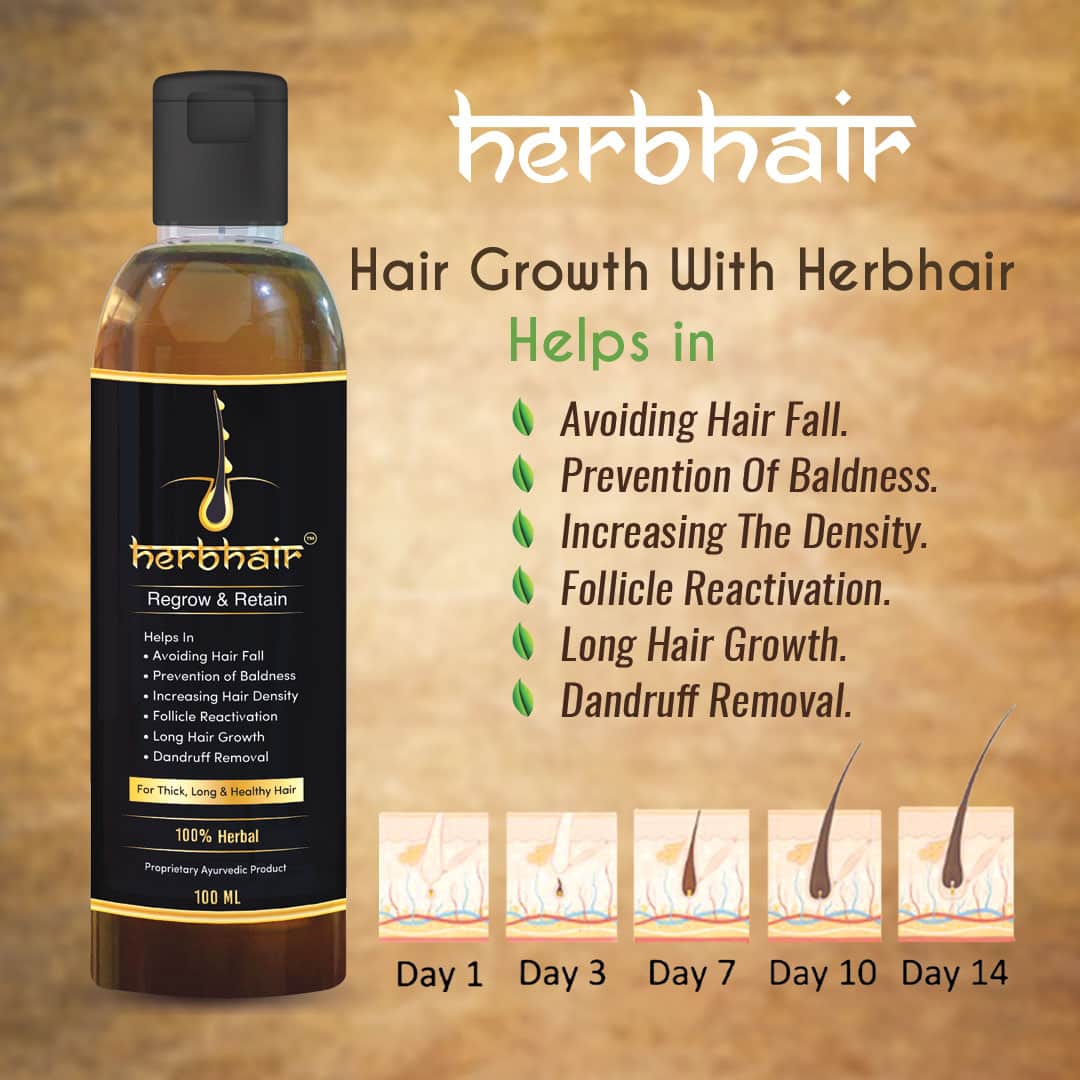 herbhair
Hair Growth With Herbhair
Helps in
Avoiding Hair Fall.
Prevention Of Baldness.
Increasing The Density.
Follicle Reactivation.
Long Hair Growth.
Dandruff Removal.
herbhair™
Regrow & Retain
Helps In
• Avoiding Hair Fall
• Prevention of Baldness
• Increasing Hair Density
• Follicle Reactivation
• Long Hair Growth
• Dandruff Removal
For Thick, Long & Healthy Hair
100% Herbal
Proprietary Ayurvedic Product
100 ML
Day 1 Day 3 Day 7 Day 10 Day 14